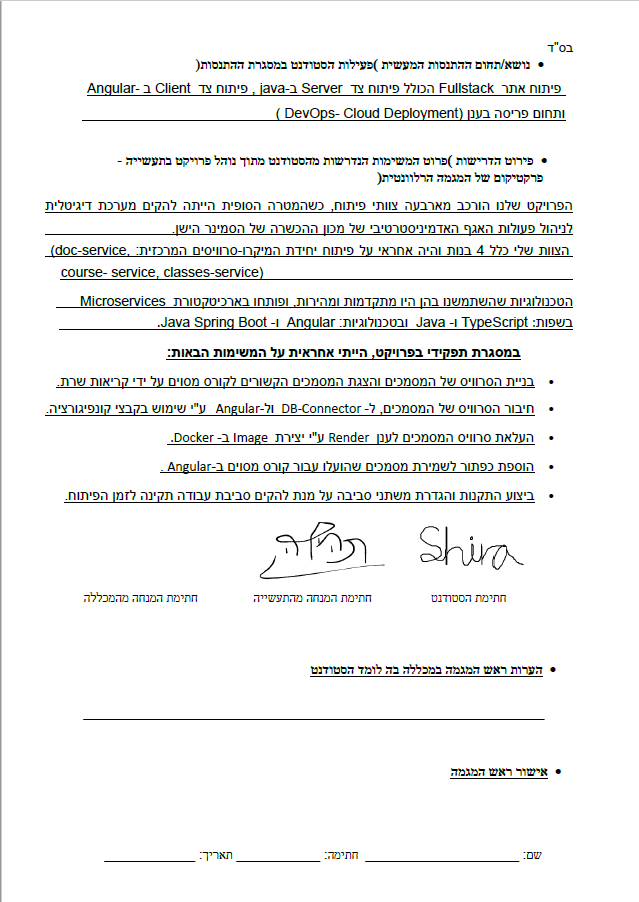 בס"ד
• נושא/תחום ההתנסות המעשית )פעילות הסטודנט במסגרת ההתנסות(
פיתוח אתר Fullstack הכולל פיתוח צד Server ב-java , פיתוח צד Client ב -Angular
ותחום פריסה בענן (DevOps- Cloud Deployment )
• פירוט הדרישות )פרוט המשימות הנדרשות מהסטודנט מתוך נוהל פרויקט בתעשייה -
פרקטיקום של המגמה הרלוונטית(
הפרויקט שלנו הורכב מארבעה צוותי פיתוח, כשהמטרה הסופית הייתה להקים מערכת דיגיטלית
לניהול פעולות האגף האדמיניסטרטיבי של מכון ההכשרה של הסמינר הישן.
הצוות שלי כלל 4 בנות והיה אחראי על פיתוח יחידת המיקרו-סרוויסים המרכזית: (doc-service,
course- service, classes-service)
הטכנולוגיות שהשתמשנו בהן היו מתקדמות ומהירות, ופותחו בארכיטקטורת Microservices
בשפות: TypeScript ו- Java ובטכנולוגיות: Angular ו- Java Spring Boot.
במסגרת תפקידי בפרויקט, הייתי אחראית על המשימות הבאות:
• בניית הסרוויס של המסמכים והצגת המסמכים הקשורים לקורס מסוים על ידי קריאות שרת.
• חיבור הסרוויס של המסמכים, ל- DB-Connector ול-Angular ע"י שימוש בקבצי קונפיגורציה.
• העלאת סרוויס המסמכים לענן Render ע"י יצירת Image ב- Docker.
• הוספת כפתור לשמירת מסמכים שהועלו עבור קורס מסוים ב-Angular .
• ביצוע התקנות והגדרת משתני סביבה על מנת להקים סביבת עבודה תקינה לזמן הפיתוח.
Shira
חתימת הסטודנט חתימת המנחה מהתעשייה חתימת המנחה מהמכללה
• הערות ראש המגמה במכללה בה לומד הסטודנט
• אישור ראש המגמה
שם: ____________ חתימה: ____________ תאריך: ____________